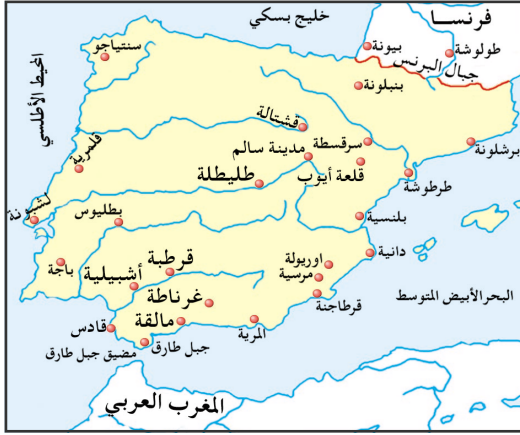 فرنسا
خليج بسكي
سنتياجو
بيونة
طولوشة
جبال البرنس
المحيط الأطلسي
بنبلونة
قشتالة
سرقسطة
برشلونة
مدينة سالم
قلمرية
قلعة أيوب
طليطلة
طرطوشة
لشبونة
بطليوس
بلنسية
قرطبة
اوريولة
دانية
باجة
أشبيلية
مرسية
غرناطة
قرطاجنة
البحر الأبيض المتوسط
قادس
مالقة
المرية
جبل طارق
مضيق جبل طارق
المغرب العربي